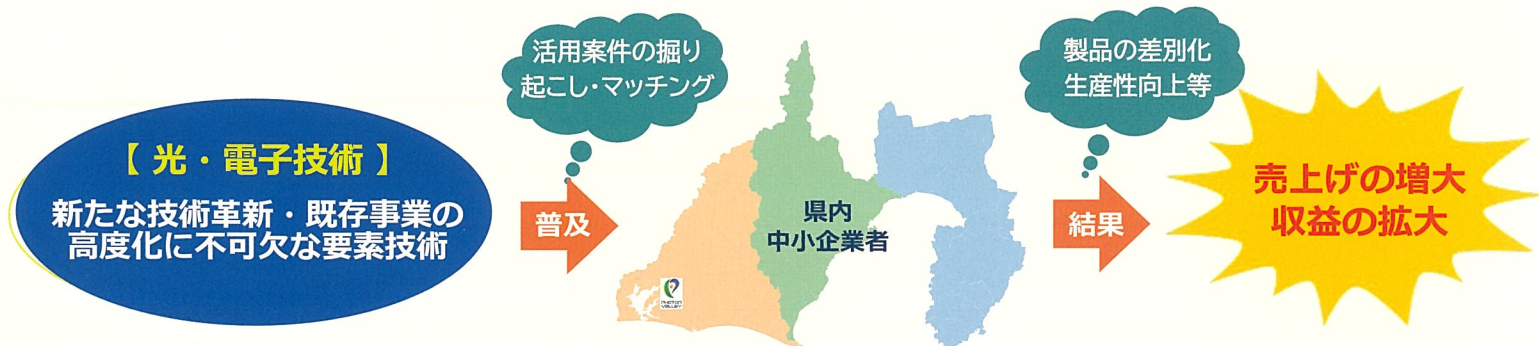 【 光・電子技術 】
新たな技術革新・既存事業の
高度化に不可欠な要素技術
活用案件の掘り
起こし・マッチング
普及
県内
中小企業者
PHOTON
VALLEY
製品の差別化
生産性向上等
結果
売上げの増大
収益の拡大